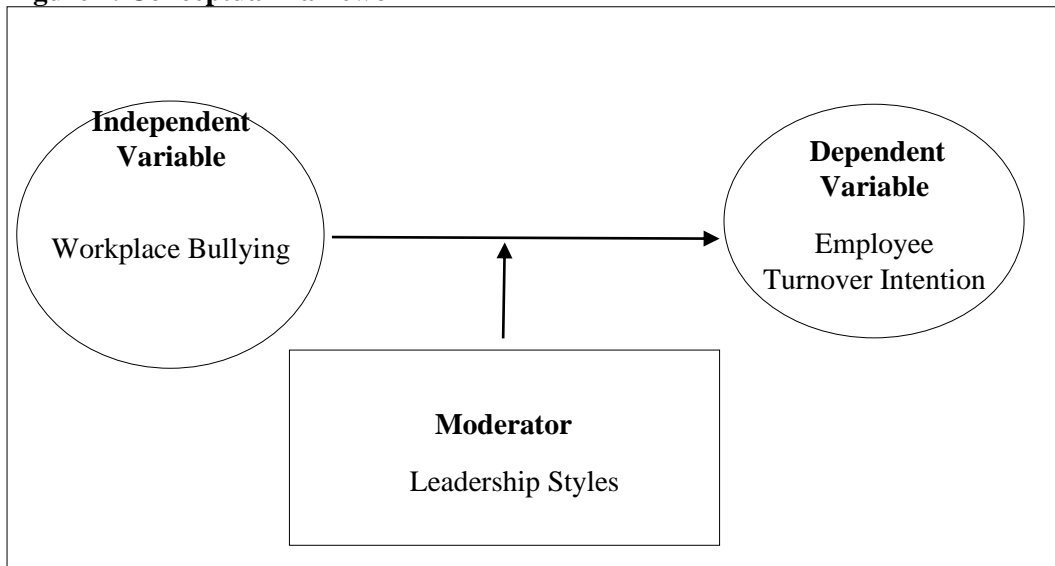 Independent
Variable
Workplace Bullying
Dependent
Variable
Employee
Turnover Intention
Moderator
Leadership Styles